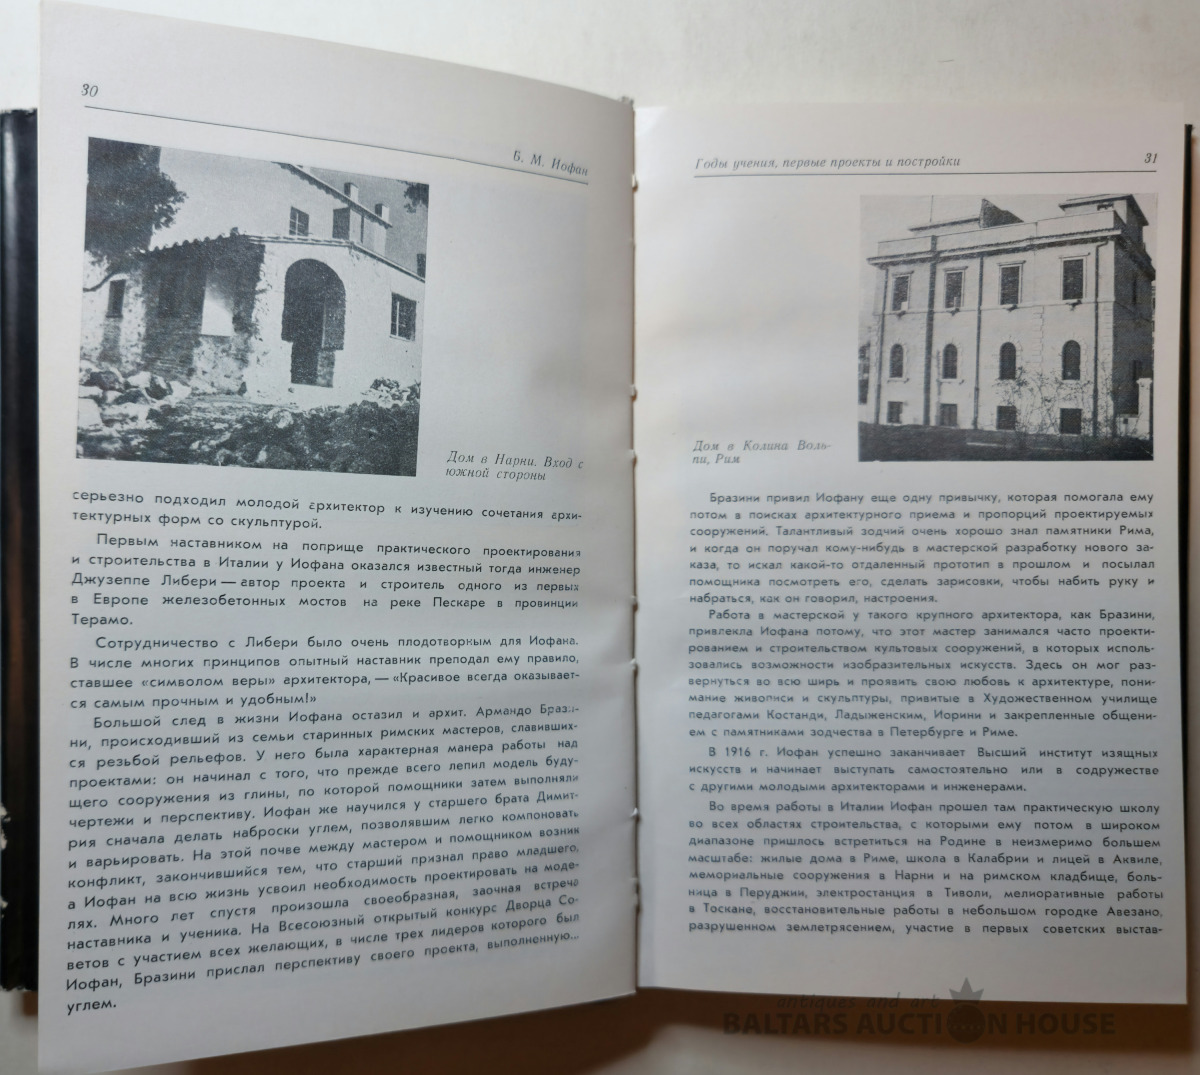 30
Б. М. Иофан
Дом в Нарни. Вход с
южной стороны
серьезно подходил молодой архитектор к изучению сочетания архи-
тектурных форм со скульптурой.
Первым наставником на поприще практического проектирования
и строительства в Италии у Иофана оказался известный тогда инженер
Джузеппе Либери — автор проекта и строитель одного из первых
в Европе железобетонных мостов на реке Пескаре в провинции
Терамо.
Сотрудничество с Либери было очень плодотворным для Иофана.
В числе многих принципов опытный наставник преподал ему правило,
ставшее «символом веры» архитектора, — «Красивое всегда оказывает-
ся самым прочным и удобным!»
Большой след в жизни Иофана оставил и архит. Армандо Брази-
ни, происходивший из семьи старинных римских мастеров, славивших-
ся резьбой рельефов. У него была характерная манера работы над
проектами: он начинал с того, что прежде всего лепил модель буду-
щего сооружения из глины, по которой помощники затем выполняли
чертежи и перспективу. Иофан же научился у старшего брата Димит-
рия сначала делать наброски углем, позволявшим легко компоновать
и варьировать. На этой почве между мастером и помощником возник
конфликт, закончившийся тем, что старший признал право младшего,
а Иофан на всю жизнь усвоил необходимость проектировать на моде-
лях. Много лет спустя произошла своеобразная, заочная встреча
наставника и ученика. На Всесоюзный открытый конкурс Дворца Со-
ветов с участием всех желающих, в числе трех лидеров которого был
Иофан, Бразини прислал перспективу своего проекта, выполненную...
углем.
Годы учения, первые проекты и постройки
31
Дом в Колина Воль-
пи, Рим
Бразини привил Иофану еще одну привычку, которая помогала ему
потом в поисках архитектурного приема и пропорций проектируемых
сооружений. Талантливый зодчий очень хорошо знал памятники Рима,
и когда он поручал кому-нибудь в мастерской разработку нового за-
каза, то искал какой-то отдаленный прототип в прошлом и посылал
помощника посмотреть его, сделать зарисовки, чтобы набить руку и
набраться, как он говорил, настроения.
Работа в мастерской у такого крупного архитектора, как Бразини,
привлекла Иофана потому, что этот мастер занимался часто проекти-
рованием и строительством культовых сооружений, в которых исполь-
зовались возможности изобразительных искусств. Здесь он мог раз-
вернуться во всю ширь и проявить свою любовь к архитектуре, пони-
мание живописи и скульптуры, привитые в Художественном училище
педагогами Костанди, Ладыженским, Иорини и закрепленные общени-
ем с памятниками зодчества в Петербурге и Риме.
В 1916 г. Иофан успешно заканчивает Высший институт изящных
искусств и начинает выступать самостоятельно или в содружестве
с другими молодыми архитекторами и инженерами.
Во время работы в Италии Иофан прошел там практическую школу
во всех областях строительства, с которыми ему потом в широком
диапазоне пришлось встретиться на Родине в неизмеримо большем
масштабе: жилые дома в Риме, школа в Калабрии и лицей в Аквиле,
мемориальные сооружения в Нарни и на римском кладбище, боль-
ница в Перуджии, электростанция в Тиволи, мелиоративные работы
в Тоскане, восстановительные работы в небольшом городке Авезано,
разрушенном землетрясением, участие в первых советских выстав-
antiques and art
BALTARS AUCTION HOUSE